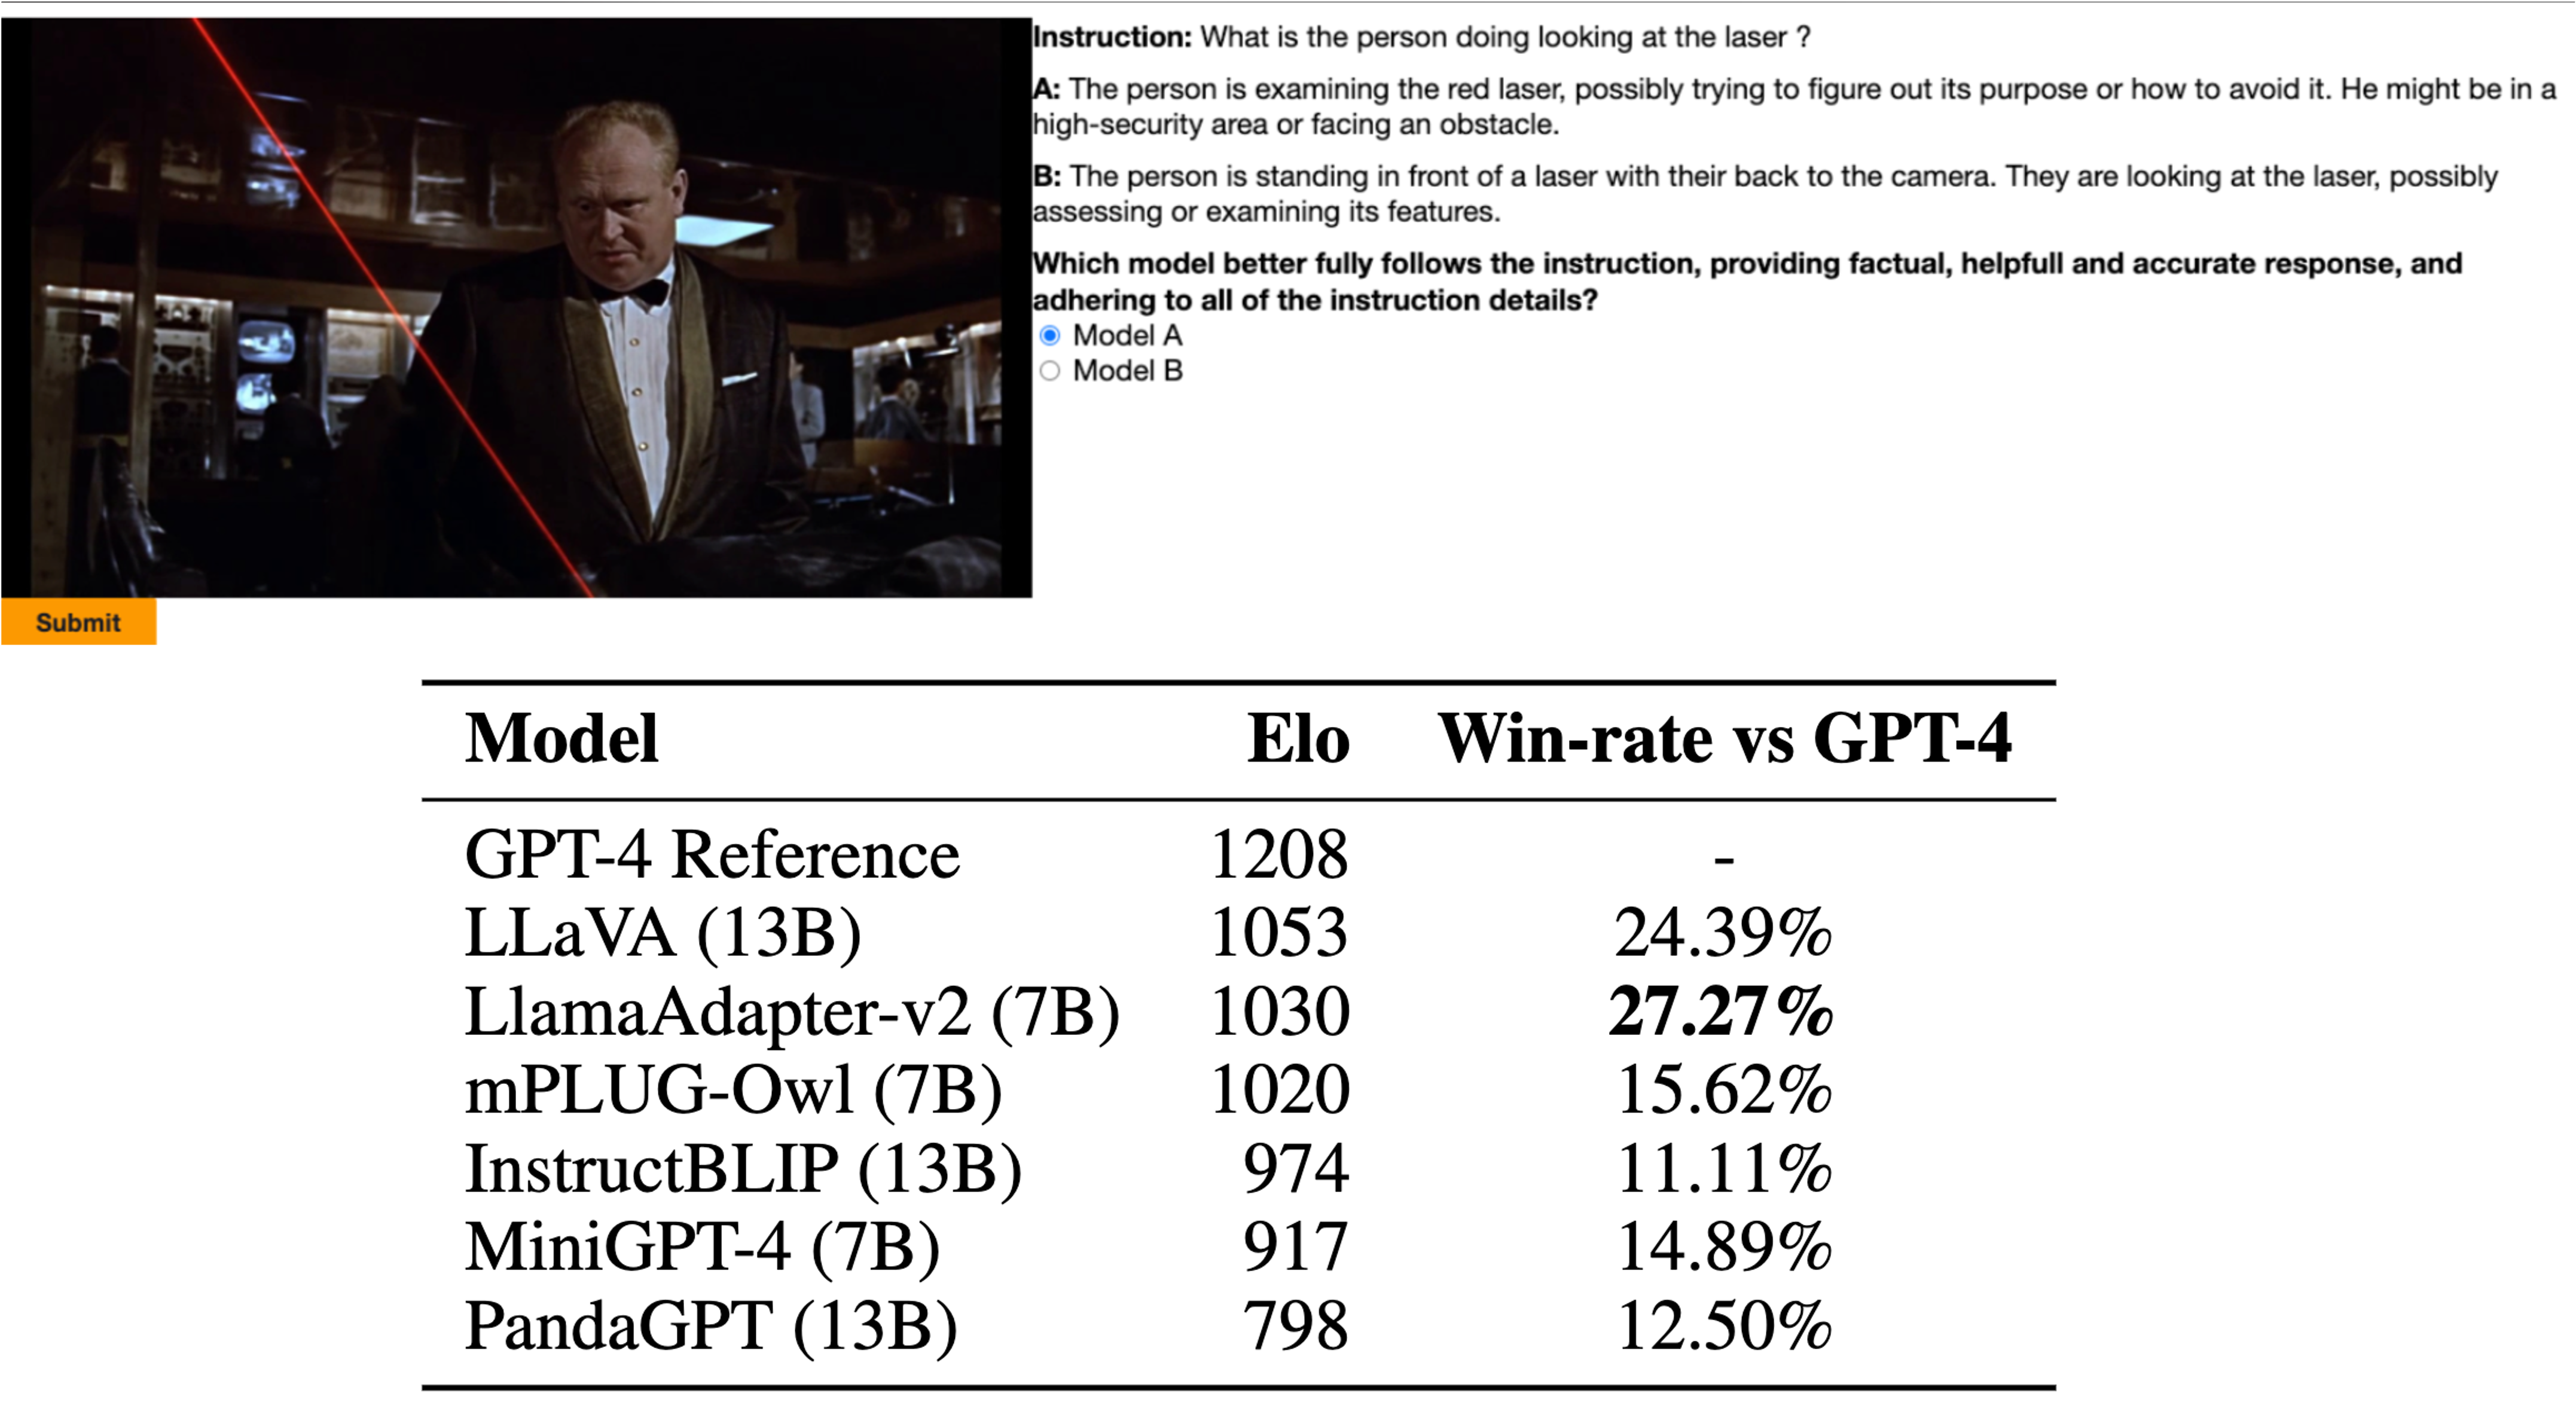 Instruction: What is the person doing looking at the laser ?
A: The person is examining the red laser, possibly trying to figure out its purpose or how to avoid it. He might be in a
high-security area or facing an obstacle.
B: The person is standing in front of a laser with their back to the camera. They are looking at the laser, possibly
assessing or examining its features.
Which model better fully follows the instruction, providing factual, helpfull and accurate response, and
adhering to all of the instruction details?
Model A
Model B
Submit
Model Elo Win-rate vs GPT-4
GPT-4 Reference 1208 -
LLaVA (13B) 1053 24.39%
LlamaAdapter-v2 (7B) 1030 27.27%
mPLUG-Owl (7B) 1020 15.62%
InstructBLIP (13B) 974 11.11%
MiniGPT-4 (7B) 917 14.89%
PandaGPT (13B) 798 12.50%